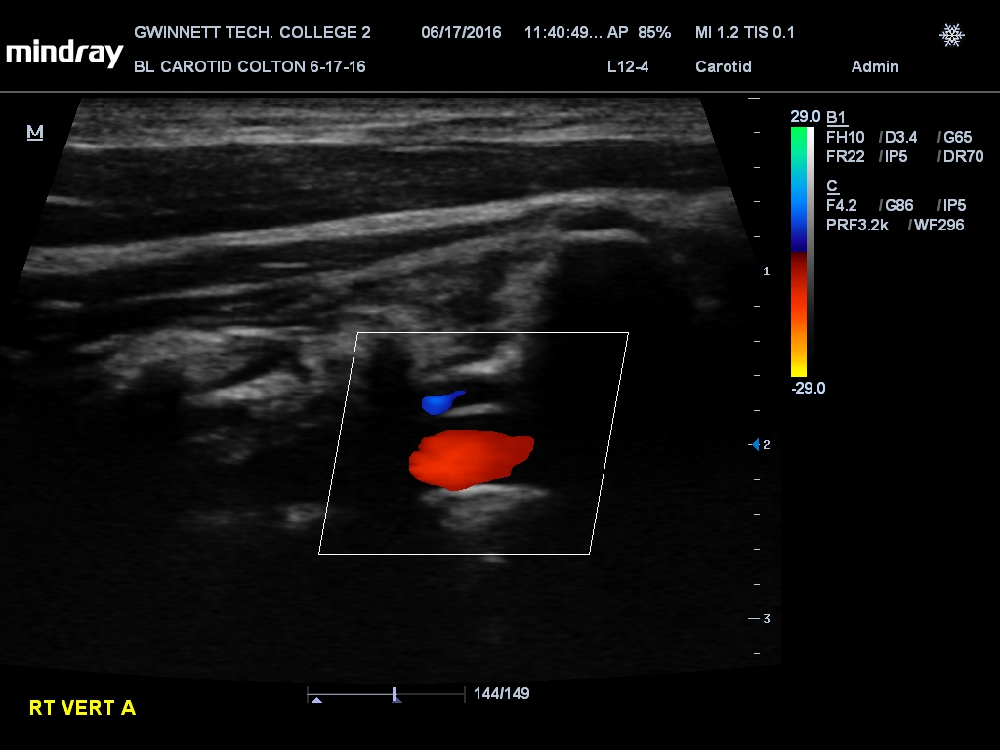 mindray
GWINNETT TECH. COLLEGE 2 06/17/2016 11:40:49... AP 85% MI 1.2 TIS 0.1
BL CAROTID COLTON 6-17-16 L12-4 Carotid Admin
M
29.0
B1
FH10 /D3.4 /G65
FR22 /IP5 /DR70
C
F4.2 /G86 /IP5
PRF3.2k /WF296
1
-29.0
2
3
144/149
RT VERT A